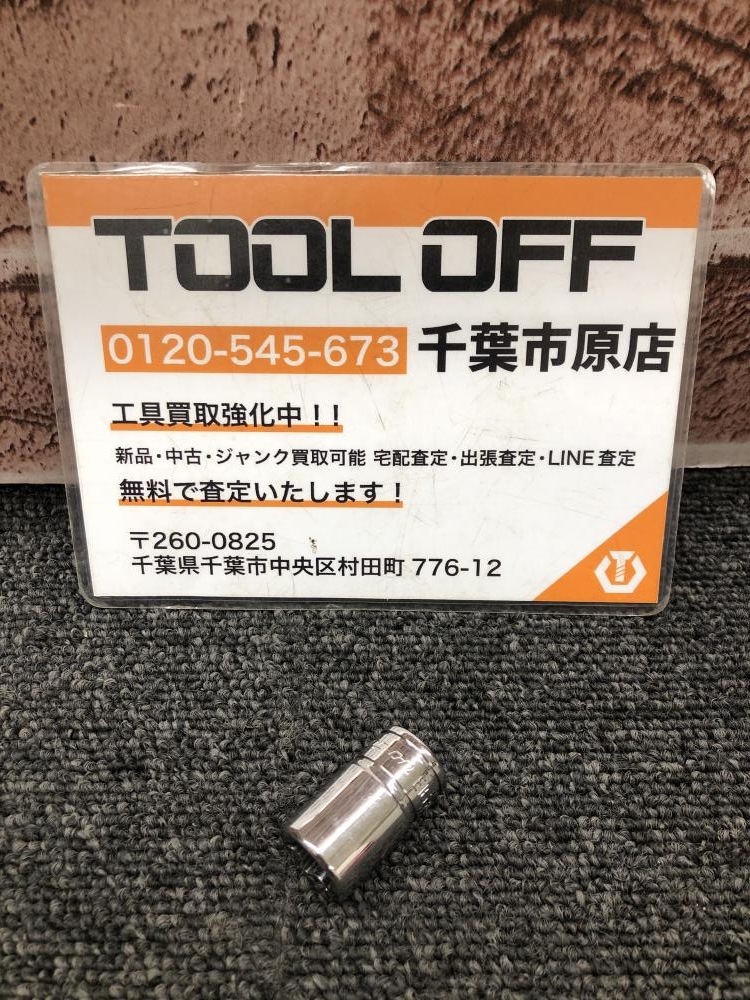 TOOL OFF
0120-545-673 千葉市原店
工具買取強化中！！
新品・中古・ジャンク買取可能 宅配査定・出張査定・LINE査定
無料で査定いたします！
〒260-0825
千葉県千葉市中央区村田町 776-12